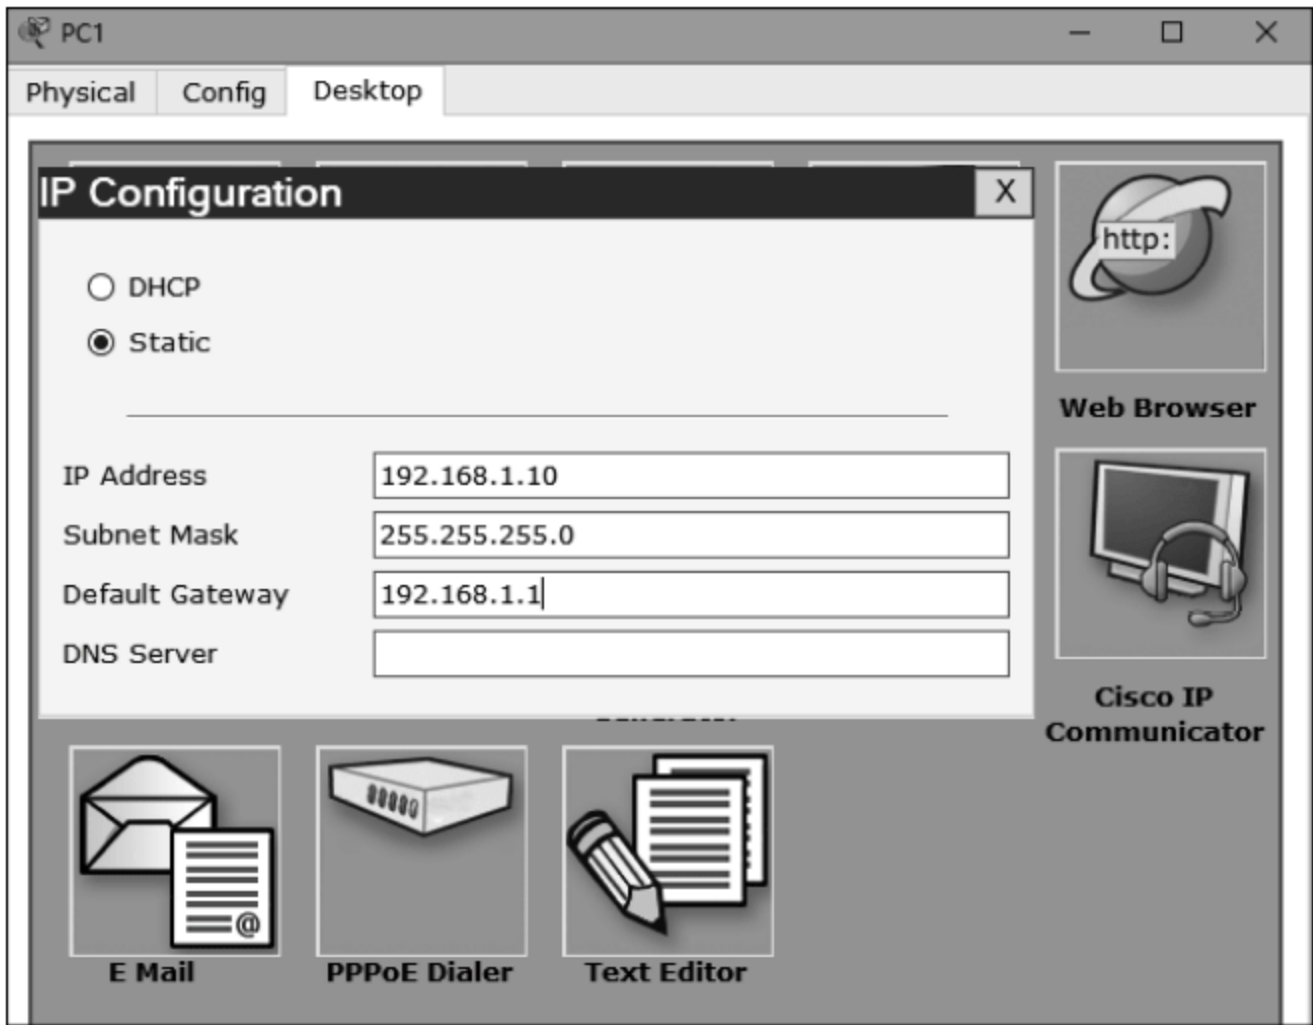 PC1
Physical Config Desktop
IP Configuration X
DHCP
Static
IP Address 192.168.1.10
Subnet Mask 255.255.255.0
Default Gateway 192.168.1.1
DNS Server
http:
Web Browser
Cisco IP
Communicator
@
E Mail PPPoE Dialer Text Editor